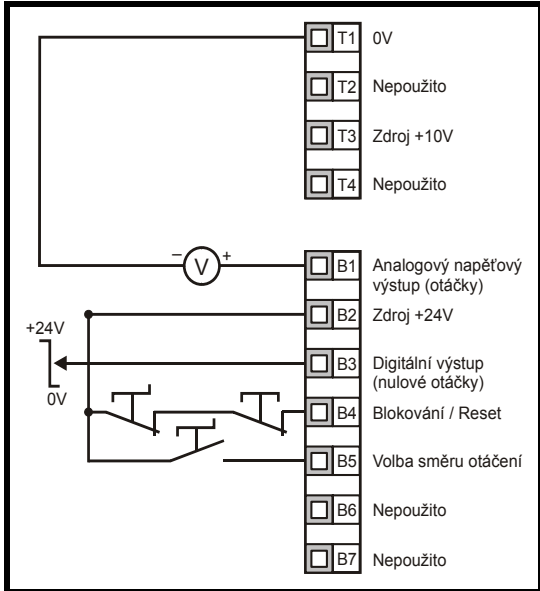 T1 0V
T2 Nepoužito
T3 Zdroj +10V
T4 Nepoužito
– V +
B1 Analogový napěťový
výstup (otáčky)
B2 Zdroj +24V
+24V
B3 Digitální výstup
(nulové otáčky)
0V
B4 Blokování / Reset
B5 Volba směru otáčení
B6 Nepoužito
B7 Nepoužito